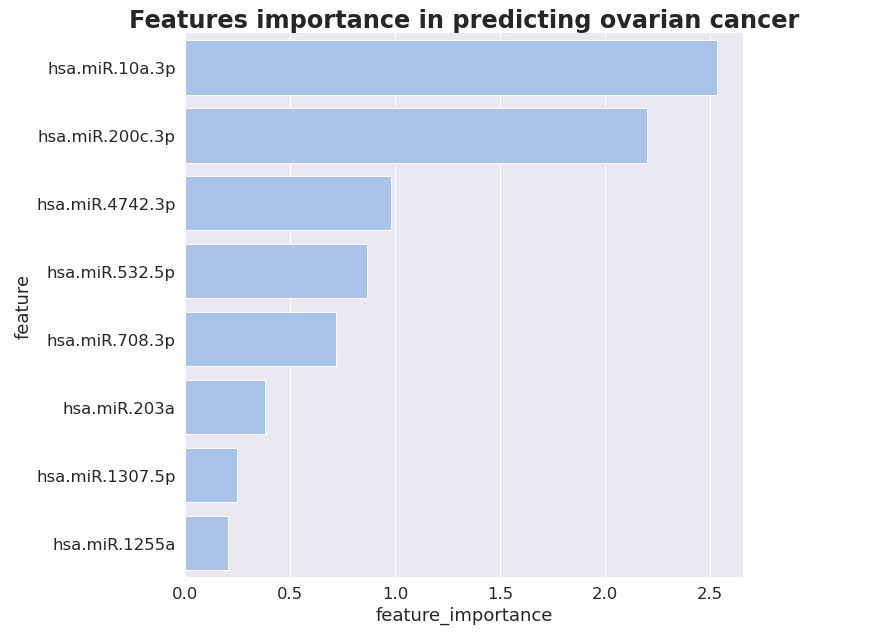 Features importance in predicting ovarian cancer
hsa.miR.10a.3p
hsa.miR.200c.3p
hsa.miR.4742.3p
hsa.miR.532.5p
hsa.miR.708.3p
hsa.miR.203a
hsa.miR.1307.5p
hsa.miR.1255a
feature
0.0 0.5 1.0 1.5 2.0 2.5
feature_importance